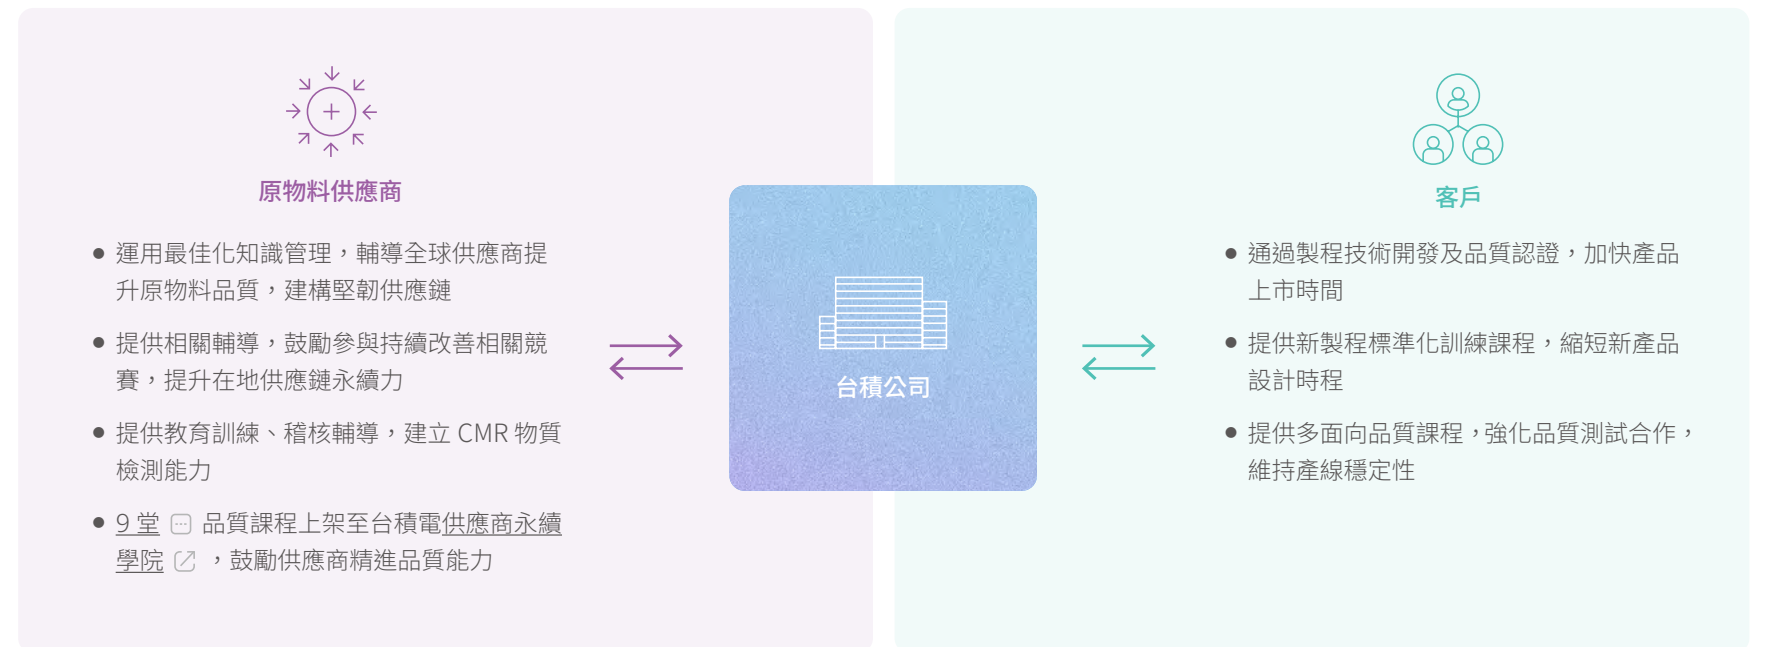 原物料供應商
運用最佳化知識管理，輔導全球供應商提
升原物料品質，建構堅韌供應鏈
提供相關輔導，鼓勵參與持續改善相關競
賽，提升在地供應鏈永續力
提供教育訓練、稽核輔導，建立 CMR 物質
檢測能力
9 堂 品質課程上架至台積電供應商永續
學院 ，鼓勵供應商精進品質能力
台積公司
客戶
通過製程技術開發及品質認證，加快產品
上市時間
提供新製程標準化訓練課程，縮短新產品
設計時程
提供多面向品質課程，強化品質測試合作，
維持產線穩定性